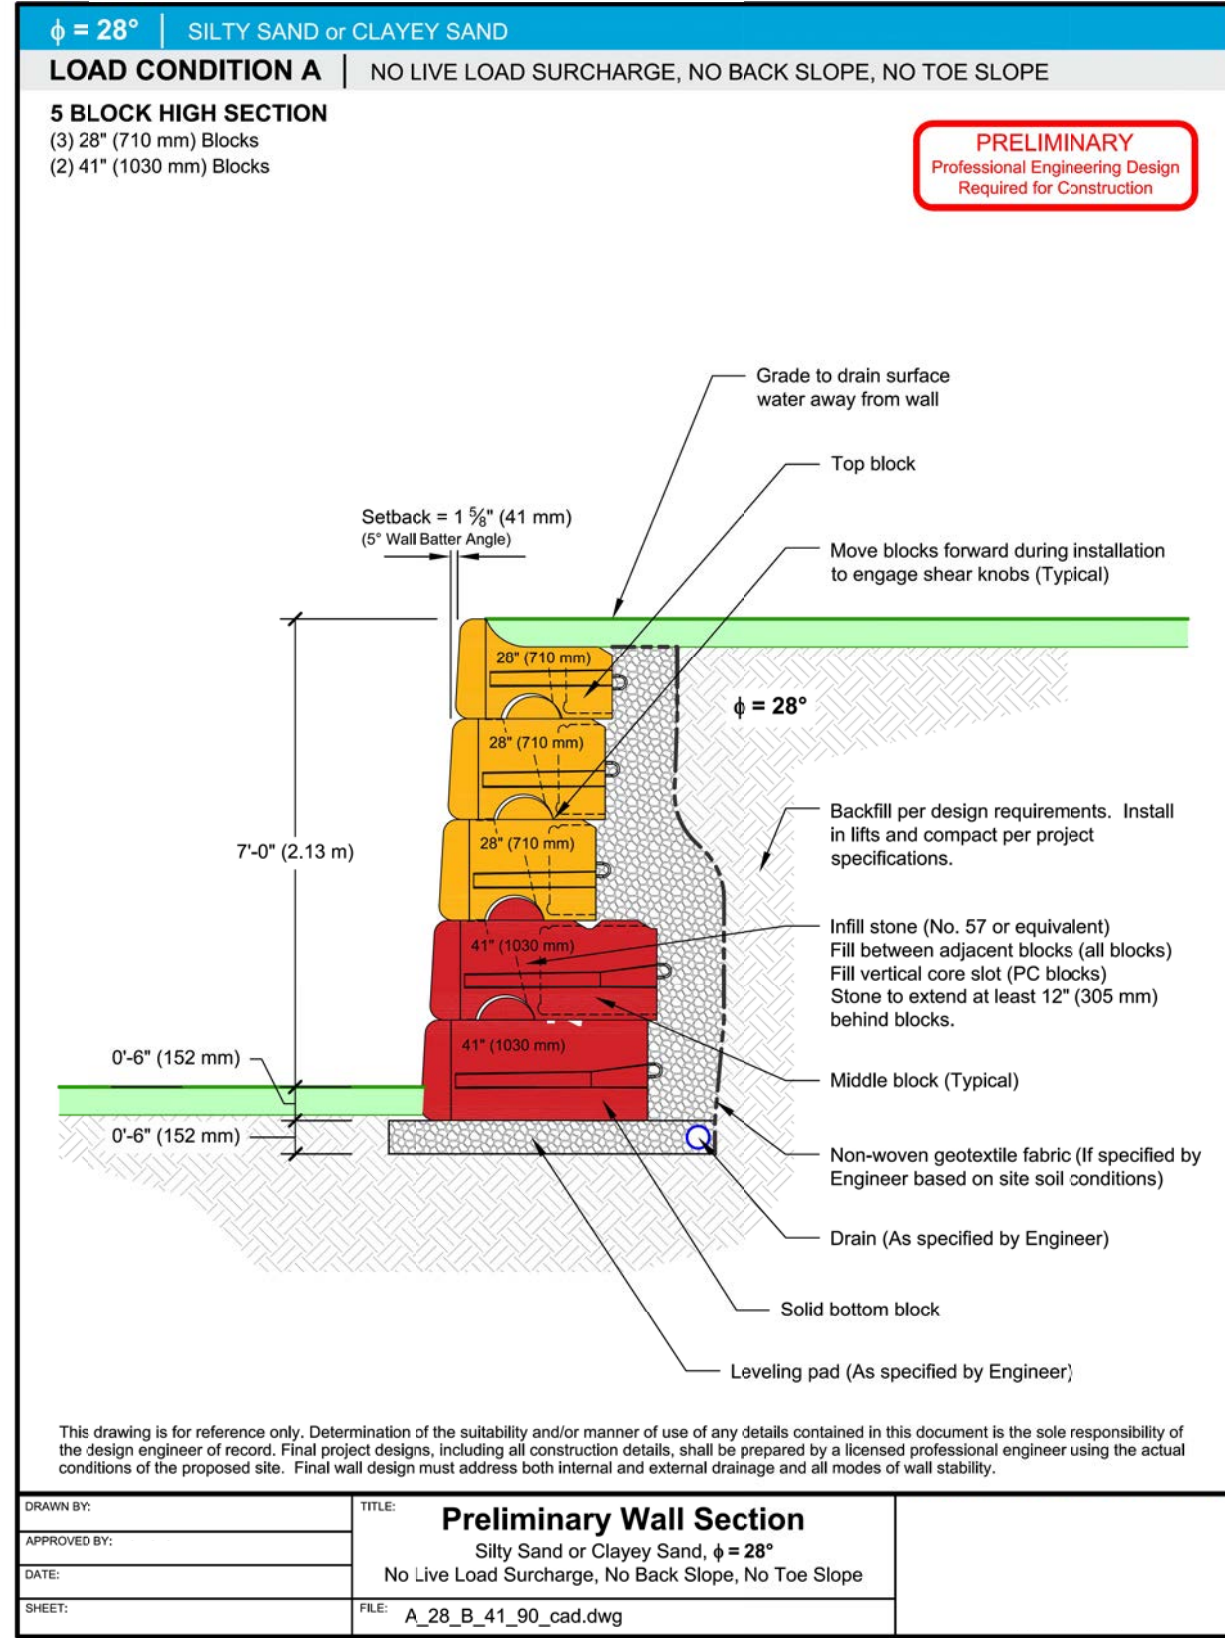 ϕ = 28° | SILTY SAND or CLAYEY SAND
LOAD CONDITION A | NO LIVE LOAD SURCHARGE, NO BACK SLOPE, NO TOE SLOPE
5 BLOCK HIGH SECTION
(3) 28" (710 mm) Blocks
(2) 41" (1030 mm) Blocks
PRELIMINARY
Professional Engineering Design
Required for Construction
Grade to drain surface
water away from wall
Top block
Setback = 1 ⅝" (41 mm)
(5° Wall Batter Angle)
Move blocks forward during installation
to engage shear knobs (Typical)
28" (710 mm)
ϕ = 28°
28" (710 mm)
Backfill per design requirements. Install
in lifts and compact per project
specifications.
28" (710 mm)
7'-0" (2.13 m)
Infill stone (No. 57 or equivalent)
Fill between adjacent blocks (all blocks)
Fill vertical core slot (PC blocks)
Stone to extend at least 12" (305 mm)
behind blocks.
41" (1030 mm)
41" (1030 mm)
0'-6" (152 mm)
Middle block (Typical)
0'-6" (152 mm)
Non-woven geotextile fabric (If specified by
Engineer based on site soil conditions)
Drain (As specified by Engineer)
Solid bottom block
Leveling pad (As specified by Engineer)
This drawing is for reference only. Determination of the suitability and/or manner of use of any details contained in this document is the sole responsibility of
the design engineer of record. Final project designs, including all construction details, shall be prepared by a licensed professional engineer using the actual
conditions of the proposed site. Final wall design must address both internal and external drainage and all modes of wall stability.
DRAWN BY:
APPROVED BY:
DATE:
SHEET:
TITLE:
Preliminary Wall Section
Silty Sand or Clayey Sand, ϕ = 28°
No Live Load Surcharge, No Back Slope, No Toe Slope
FILE: A_28_B_41_90_cad.dwg